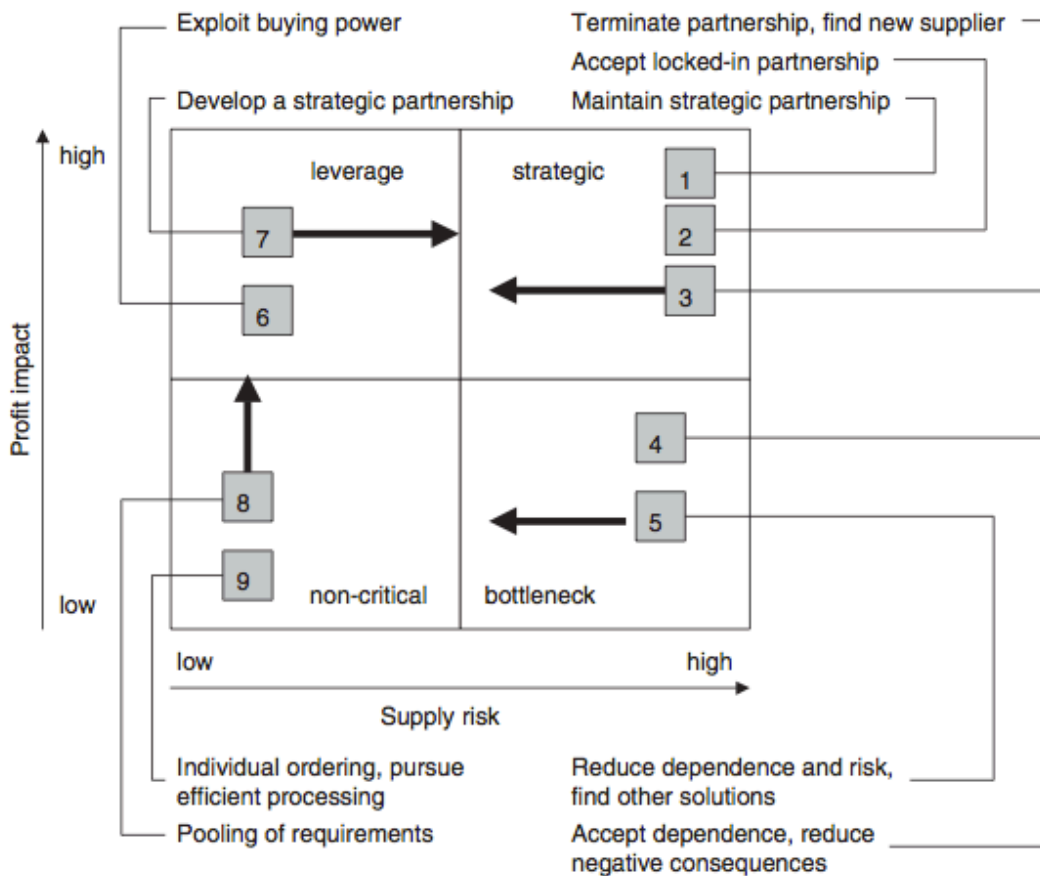 Exploit buying power
Terminate partnership, find new supplier
Accept locked-in partnership
Develop a strategic partnership
Maintain strategic partnership
high
leverage
strategic
1
2
7
3
6
Profit impact
4
8
5
9
low
non-critical
bottleneck
low
high
Supply risk
Individual ordering, pursue
efficient processing
Pooling of requirements
Reduce dependence and risk,
find other solutions
Accept dependence, reduce
negative consequences